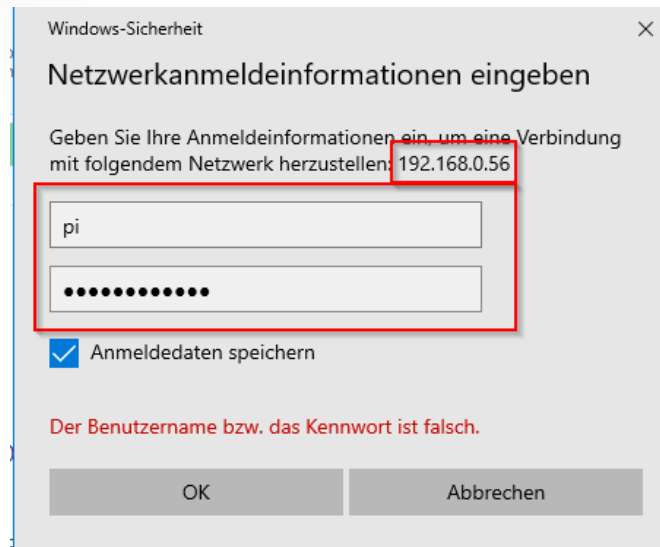 Windows-Sicherheit
Netzwerkanmeldeinformationen eingeben
Geben Sie Ihre Anmeldeinformationen ein, um eine Verbindung
mit folgendem Netzwerk herzustellen: 192.168.0.56
pi
●●●●●●●●●●●●
Anmeldedaten speichern
Der Benutzername bzw. das Kennwort ist falsch.
OK
Abbrechen